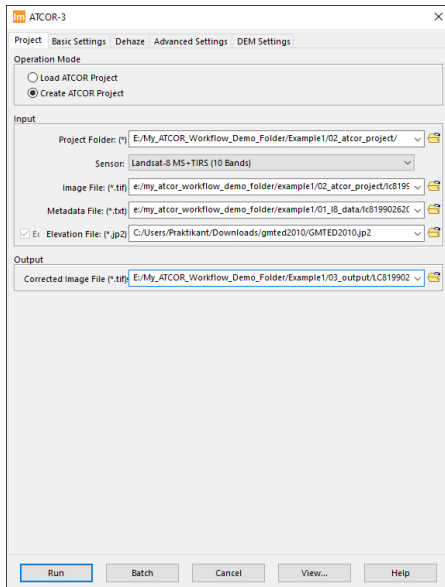 Im ATCOR-3
Project Basic Settings Dehaze Advanced Settings DEM Settings
Operation Mode
Load ATCOR Project
Create ATCOR Project
Input
Project Folder: (*) E:/My_ATCOR_Workflow_Demo_Folder/Example1/02_atcor_project/
Sensor: Landsat-8 MS+TIRS (10 Bands)
Image File: (*.tif) e:/my_atcor_workflow_demo_folder/example1/02_atcor_project/lc8199
Metadata File: (*.txt) e:/my_atcor_workflow_demo_folder/example1/01_l8_data/lc819902620
Elevation File: (*.jp2) C:/Users/Praktikant/Downloads/gmted2010/GMTED2010.jp2
Output
Corrected Image File (*.tif): E:/My_ATCOR_Workflow_Demo_Folder/Example1/03_output/LC819902
Run Batch Cancel View... Help